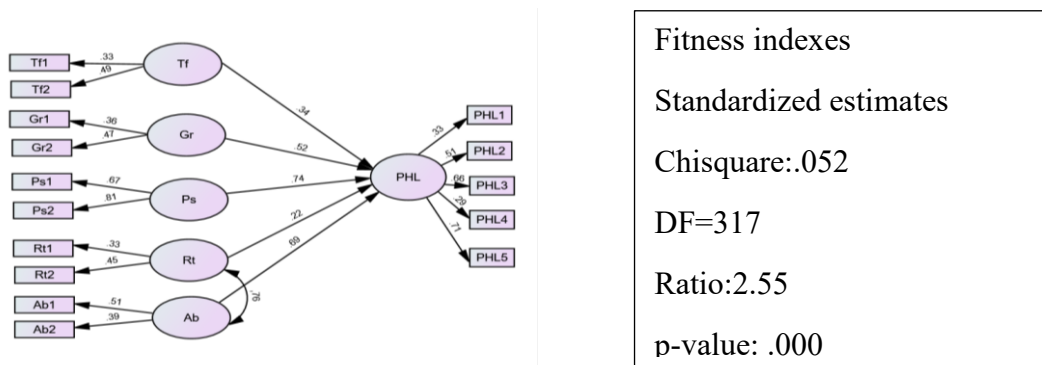 Tf1
.33
Tf
Tf2
.49
Gr1
.36
Gr
Gr2
.47
Ps1
.67
Ps
Ps2
.81
Rt1
.33
Rt
Rt2
.45
Ab1
.51
Ab
Ab2
.39
.34
.52
.74
.22
.69
.76
PHL
.33
PHL1
.51
PHL2
.66
PHL3
.29
PHL4
.71
PHL5
Fitness indexes
Standardized estimates
Chisquare:.052
DF=317
Ratio:2.55
p-value: .000